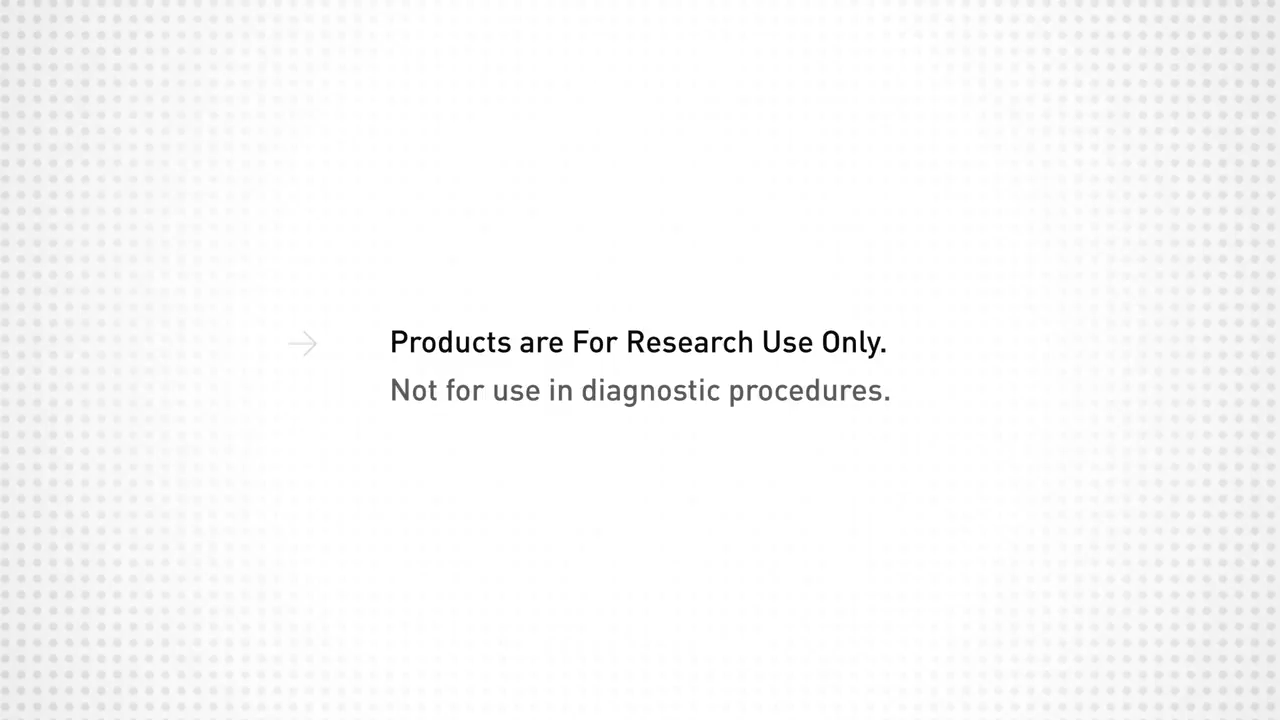 Products are For Research Use Only.
Not for use in diagnostic procedures.